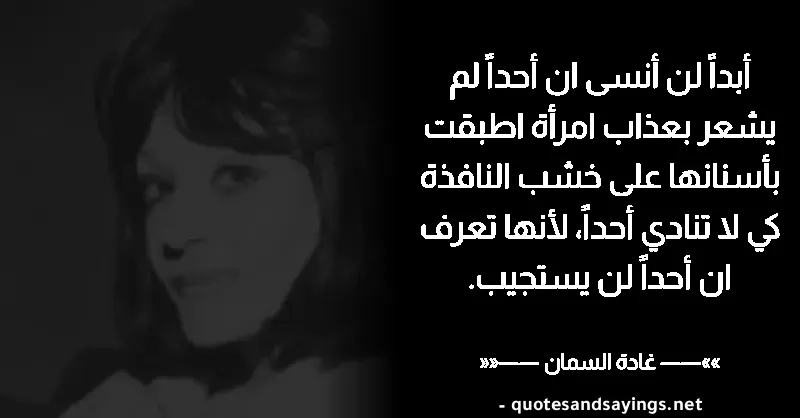 أبداً لن أنسى ان أحداً لم
يشعر بعذاب امرأة اطبقت
بأسنانها على خشب النافذة
كي لا تنادي أحداً، لأنها تعرف
ان أحداً لن يستجيب.
»»—— غادة السمان ——««
- quotesandsayings.net